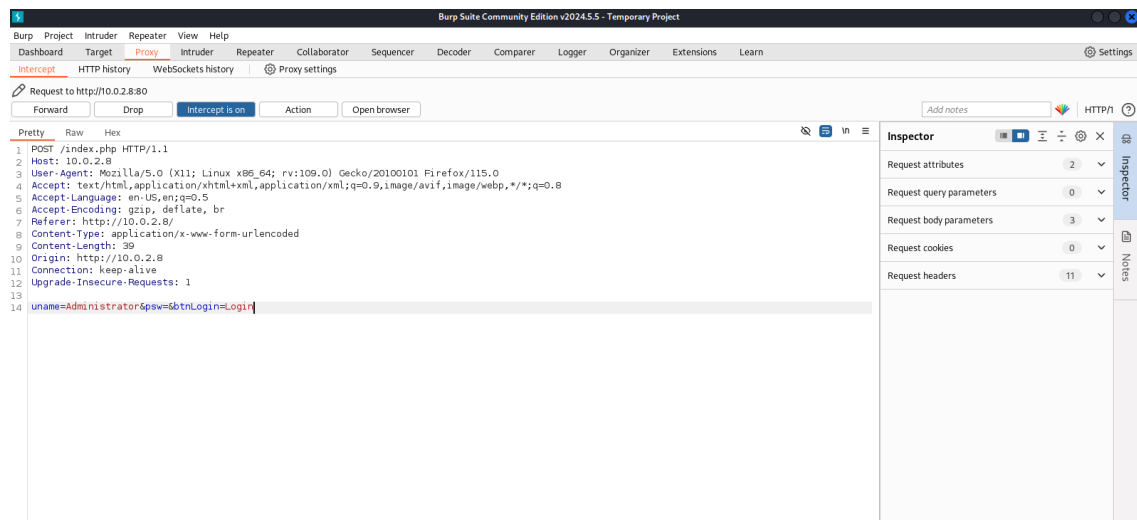 Burp Suite Community Edition v2024.5.5 - Temporary Project
Burp Project Intruder Repeater View Help
Dashboard Target Proxy Intruder Repeater Collaborator Sequencer Decoder Comparer Logger Organizer Extensions Learn Settings
Intercept HTTP history WebSockets history Proxy settings
Request to http://10.0.2.8:80
Forward Drop Intercept is on Action Open browser Add notes HTTP/1
Pretty Raw Hex \n
1 POST /index.php HTTP/1.1
2 Host: 10.0.2.8
3 User-Agent: Mozilla/5.0 (X11; Linux x86_64; rv:109.0) Gecko/20100101 Firefox/115.0
4 Accept: text/html,application/xhtml+xml,application/xml;q=0.9,image/avif,image/webp,*/*;q=0.8
5 Accept-Language: en-US,en;q=0.5
6 Accept-Encoding: gzip, deflate, br
7 Referer: http://10.0.2.8/
8 Content-Type: application/x-www-form-urlencoded
9 Content-Length: 39
10 Origin: http://10.0.2.8
11 Connection: keep-alive
12 Upgrade-Insecure-Requests: 1
13
14 uname=Administrator&psw=&btnLogin=Login
Inspector
Request attributes 2
Request query parameters 0
Request body parameters 3
Request cookies 0
Request headers 11
Inspector
Notes